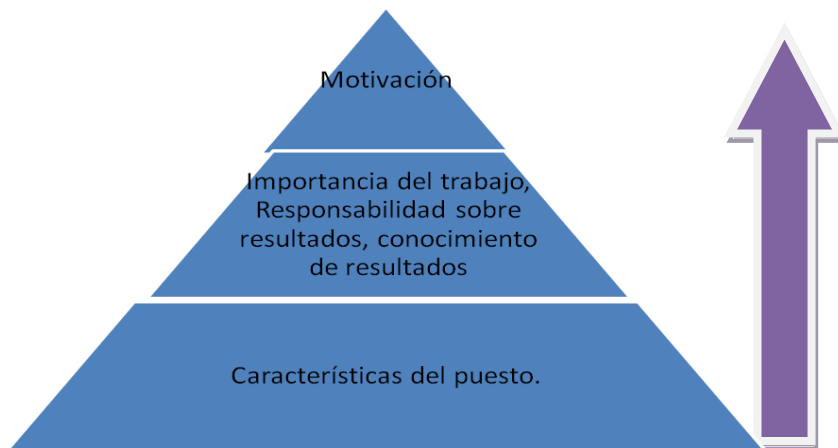 Motivación
Importancia del trabajo,
Responsabilidad sobre
resultados, conocimiento
de resultados
Características del puesto.